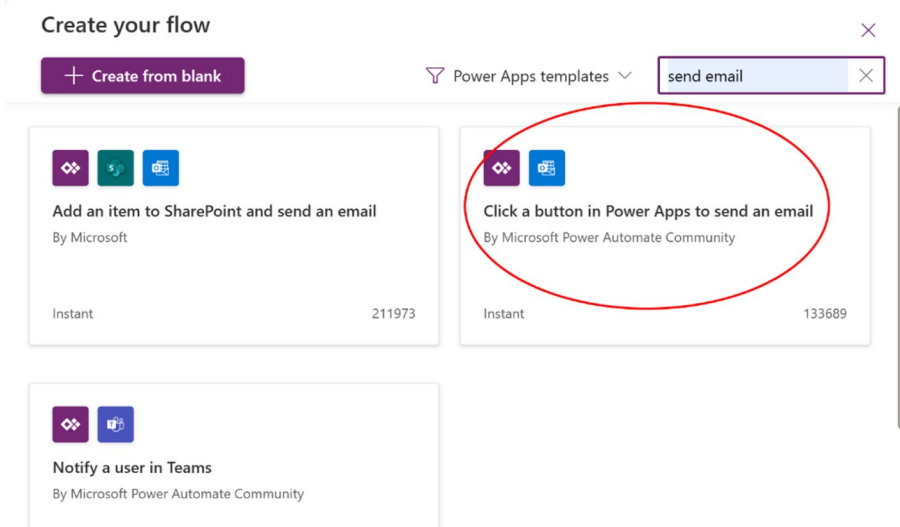 Create your flow
Create from blank
Power Apps templates
send email
Add an item to SharePoint and send an email
By Microsoft
Instant 211973
Click a button in Power Apps to send an email
By Microsoft Power Automate Community
Instant 133689
Notify a user in Teams
By Microsoft Power Automate Community